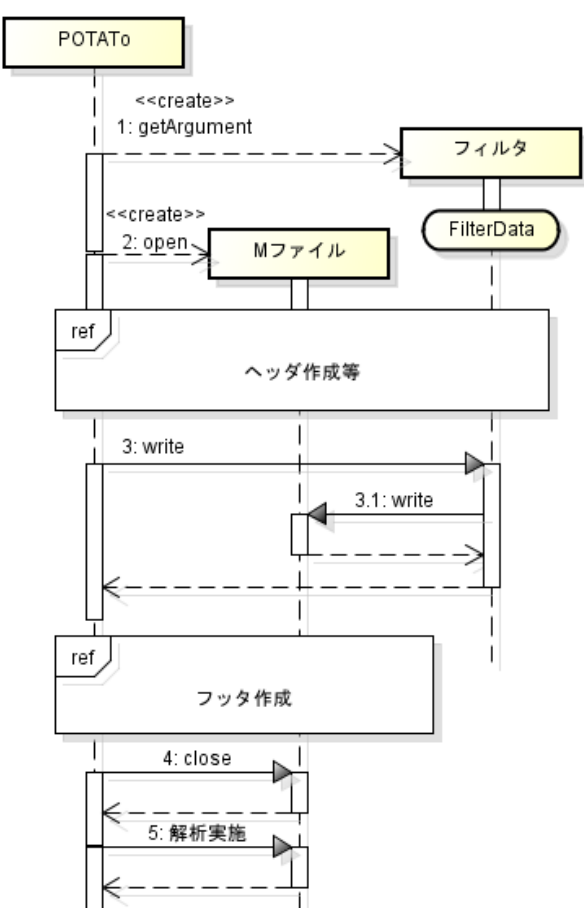 POTATo
<<create>>
1: getArgument
フィルタ
<<create>>
FilterData
2: open
Mファイル
ref
ヘッダ作成等
3: write
3.1: write
ref
フッタ作成
4: close
5: 解析実施